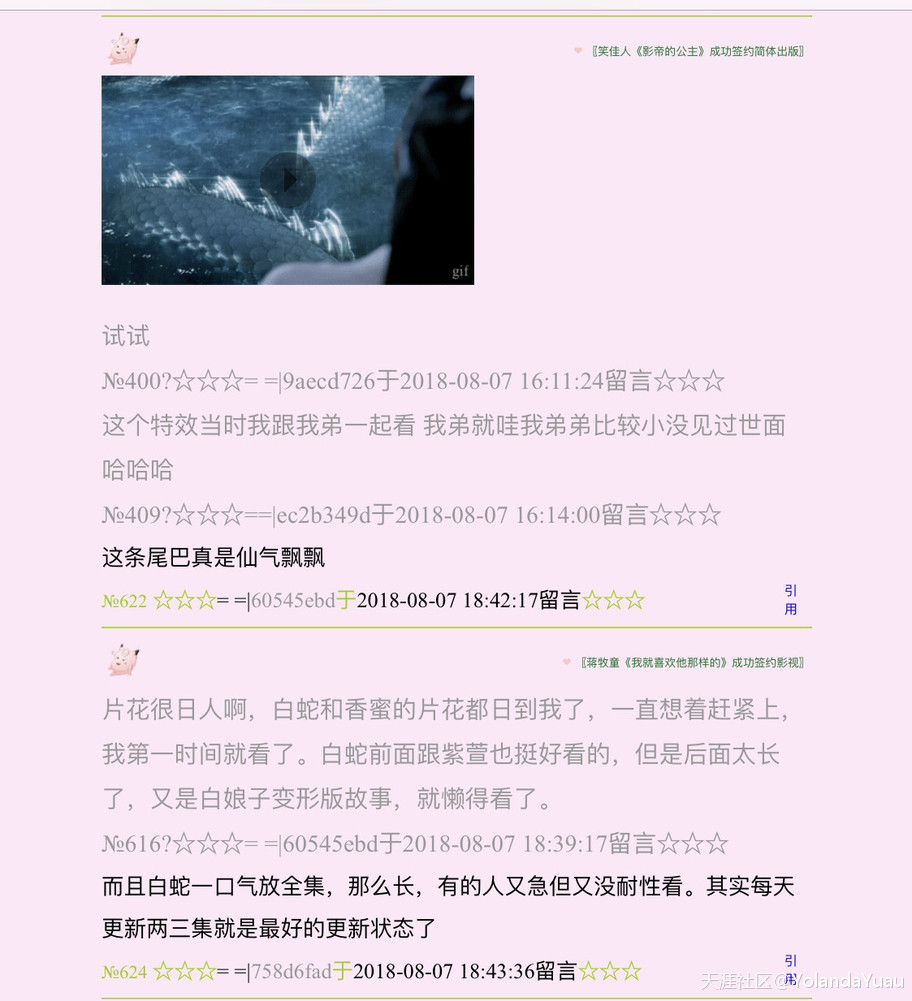 ❤ 〖笑佳人《影帝的公主》成功签约简体出版〗
gif
试试
№400?☆☆☆= =|9aecd726于2018-08-07 16:11:24留言☆☆☆
这个特效当时我跟我弟一起看 我弟就哇我弟弟比较小没见过世面
哈哈哈
№409?☆☆☆==|ec2b349d于2018-08-07 16:14:00留言☆☆☆
这条尾巴真是仙气飘飘
№622 ☆☆☆= =|60545ebd于2018-08-07 18:42:17留言☆☆☆
引
用
❤ 〖蒋牧童《我就喜欢他那样的》成功签约影视〗
片花很日人啊，白蛇和香蜜的片花都日到我了，一直想着赶紧上，
我第一时间就看了。白蛇前面跟紫萱也挺好看的，但是后面太长
了，又是白娘子变形版故事，就懒得看了。
№616?☆☆☆= =|60545ebd于2018-08-07 18:39:17留言☆☆☆
而且白蛇一口气放全集，那么长，有的人又急但又没耐性看。其实每天
更新两三集就是最好的更新状态了
№624 ☆☆☆= =|758d6fad于2018-08-07 18:43:36留言☆☆☆
引
用
天涯社区@YolandaYuau